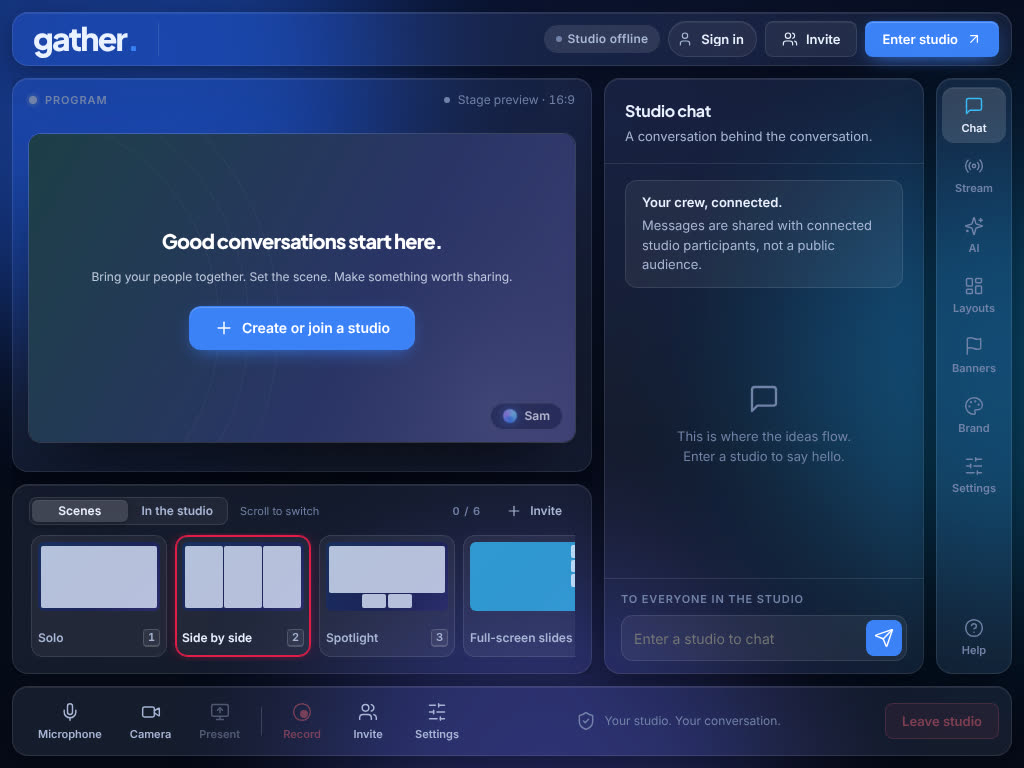 gather.
Studio offline
Sign in
Invite
Enter studio
PROGRAM
Stage preview · 16:9
Good conversations start here.
Bring your people together. Set the scene. Make something worth sharing.
Create or join a studio
Sam
Scenes
In the studio
Scroll to switch
0 / 6
Invite
Solo
1
Side by side
2
Spotlight
3
Full-screen slides
Studio chat
A conversation behind the conversation.
Your crew, connected.
Messages are shared with connected
studio participants, not a public
audience.
This is where the ideas flow.
Enter a studio to say hello.
TO EVERYONE IN THE STUDIO
Enter a studio to chat
Chat
Stream
AI
Layouts
Banners
Brand
Settings
Help
Microphone
Camera
Present
Record
Invite
Settings
Your studio. Your conversation.
Leave studio